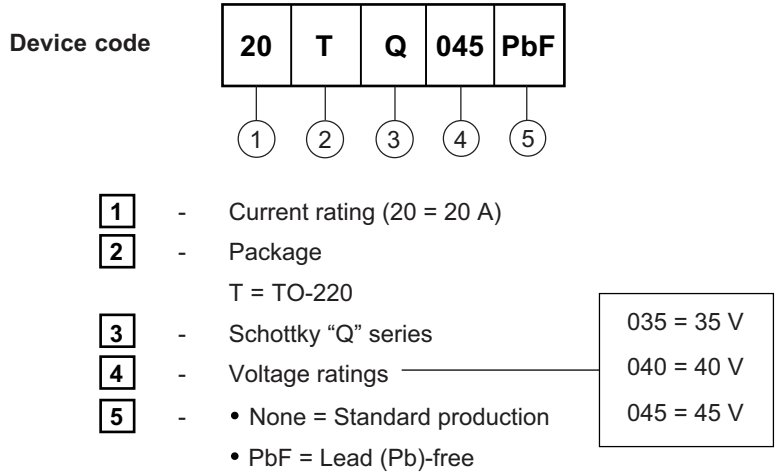 Device code 20 T Q 045 PbF
1 2 3 4 5
1 - Current rating (20 = 20 A)
2 - Package
T = TO-220
3 - Schottky “Q” series
4 - Voltage ratings
035 = 35 V
040 = 40 V
045 = 45 V
5 - • None = Standard production
• PbF = Lead (Pb)-free